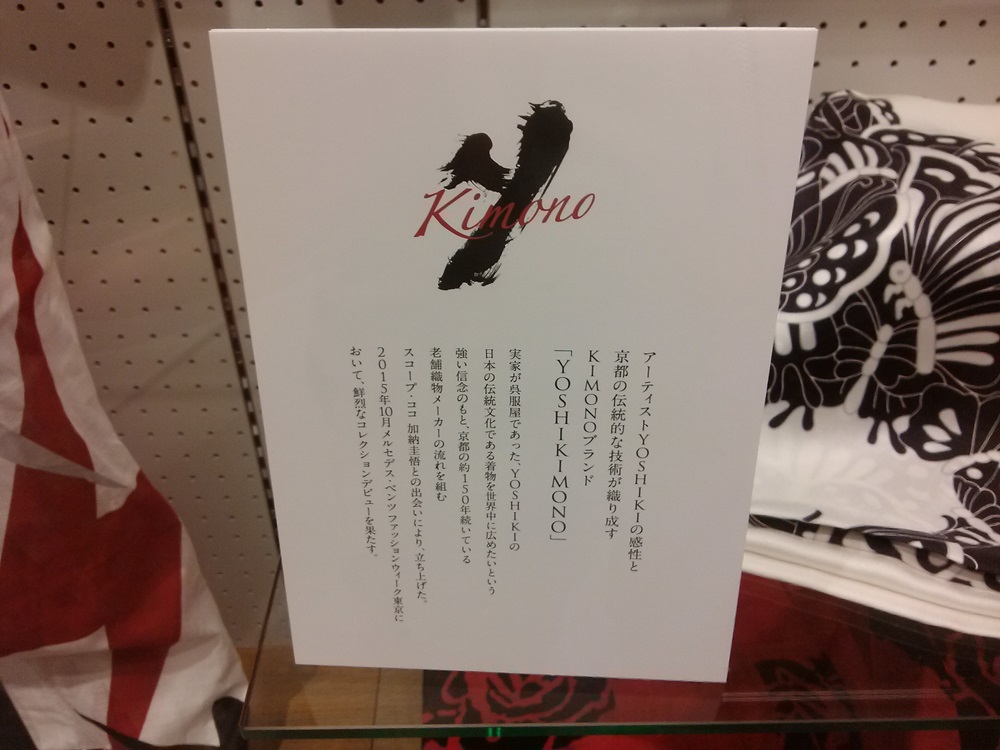 Y
Kimono
アーティストYOSHIKIの感性と
京都の伝統的な技術が織り成す
KIMONOブランド
「YOSHIKIMONO」
実家が呉服屋であった、YOSHIKIの
日本の伝統文化である着物を世界中に広めたいという
強い信念のもと、京都の約150年続いている
老舗織物メーカーの流れを組む
スコープ・ココ 加納圭悟との出会いにより、立ち上げた。
2015年10月メルセデス・ベンツ ファッションウィーク東京に
おいて、鮮烈なコレクションデビューを果たす。